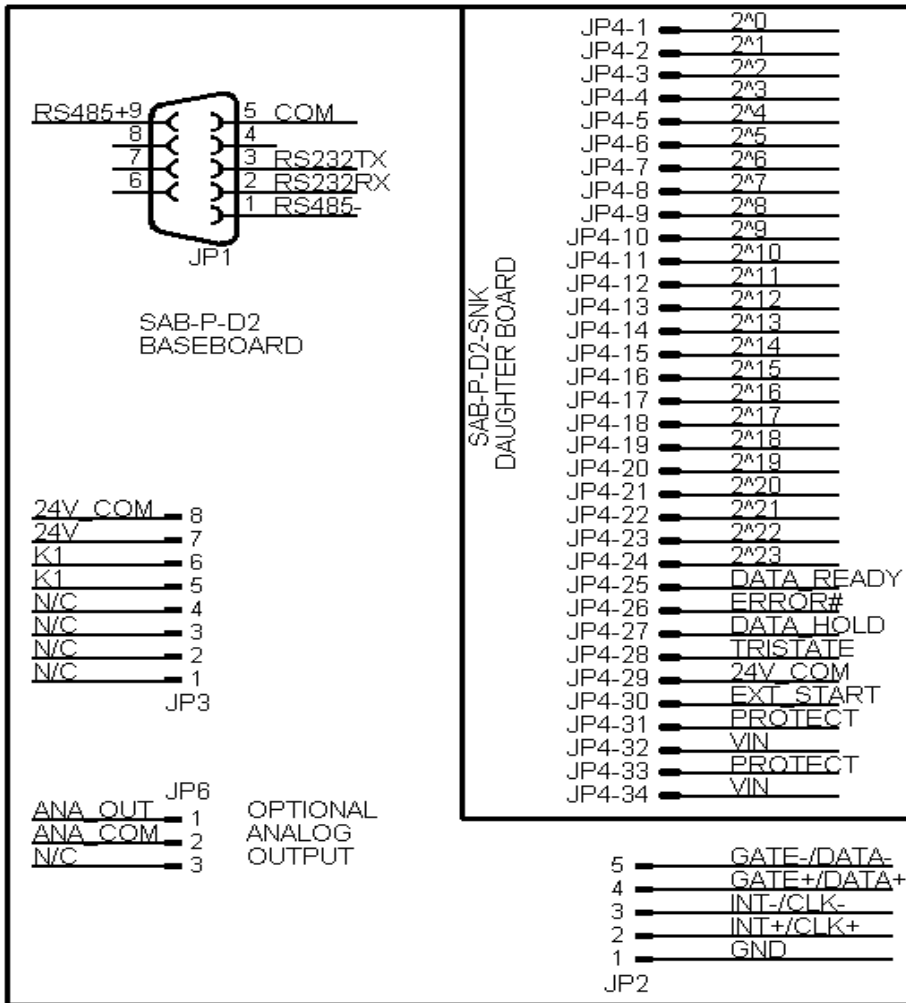 RS485+ 9 5 COM
8 4
7 3 RS232TX
6 2 RS232RX
1 RS485-
JP1
SAB-P-D2
BASEBOARD
24V_COM 8
24V 7
K1 6
K1 5
N/C 4
N/C 3
N/C 2
N/C 1
JP3
JP6
ANA_OUT 1 OPTIONAL
ANA_COM 2 ANALOG
N/C 3 OUTPUT
SAB-P-D2-SNK
DAUGHTER BOARD
JP4-1 2^0
JP4-2 2^1
JP4-3 2^2
JP4-4 2^3
JP4-5 2^4
JP4-6 2^5
JP4-7 2^6
JP4-8 2^7
JP4-9 2^8
JP4-10 2^9
JP4-11 2^10
JP4-12 2^11
JP4-13 2^12
JP4-14 2^13
JP4-15 2^14
JP4-16 2^15
JP4-17 2^16
JP4-18 2^17
JP4-19 2^18
JP4-20 2^19
JP4-21 2^20
JP4-22 2^21
JP4-23 2^22
JP4-24 2^23
JP4-25 DATA_READY
JP4-26 ERROR#
JP4-27 DATA_HOLD
JP4-28 TRISTATE
JP4-29 24V_COM
JP4-30 EXT_START
JP4-31 PROTECT
JP4-32 VIN
JP4-33 PROTECT
JP4-34 VIN
5 GATE-/DATA-
4 GATE+/DATA+
3 INT-/CLK-
2 INT+/CLK+
1 GND
JP2